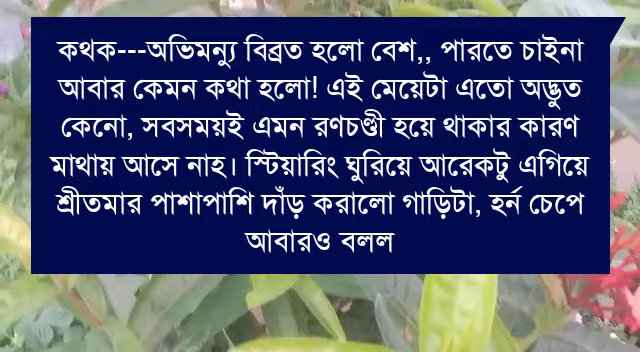 কথক---অভিমন্যু বিব্রত হলো বেশ,, পারতে চাইনা
আবার কেমন কথা হলো! এই মেয়েটা এতো অদ্ভুত
কেনো, সবসময়ই এমন রণচণ্ডী হয়ে থাকার কারণ
মাথায় আসে নাহ। স্টিয়ারিং ঘুরিয়ে আরেকটু এগিয়ে
শ্রীতমার পাশাপাশি দাঁড় করালো গাড়িটা, হর্ন চেপে
আবারও বলল